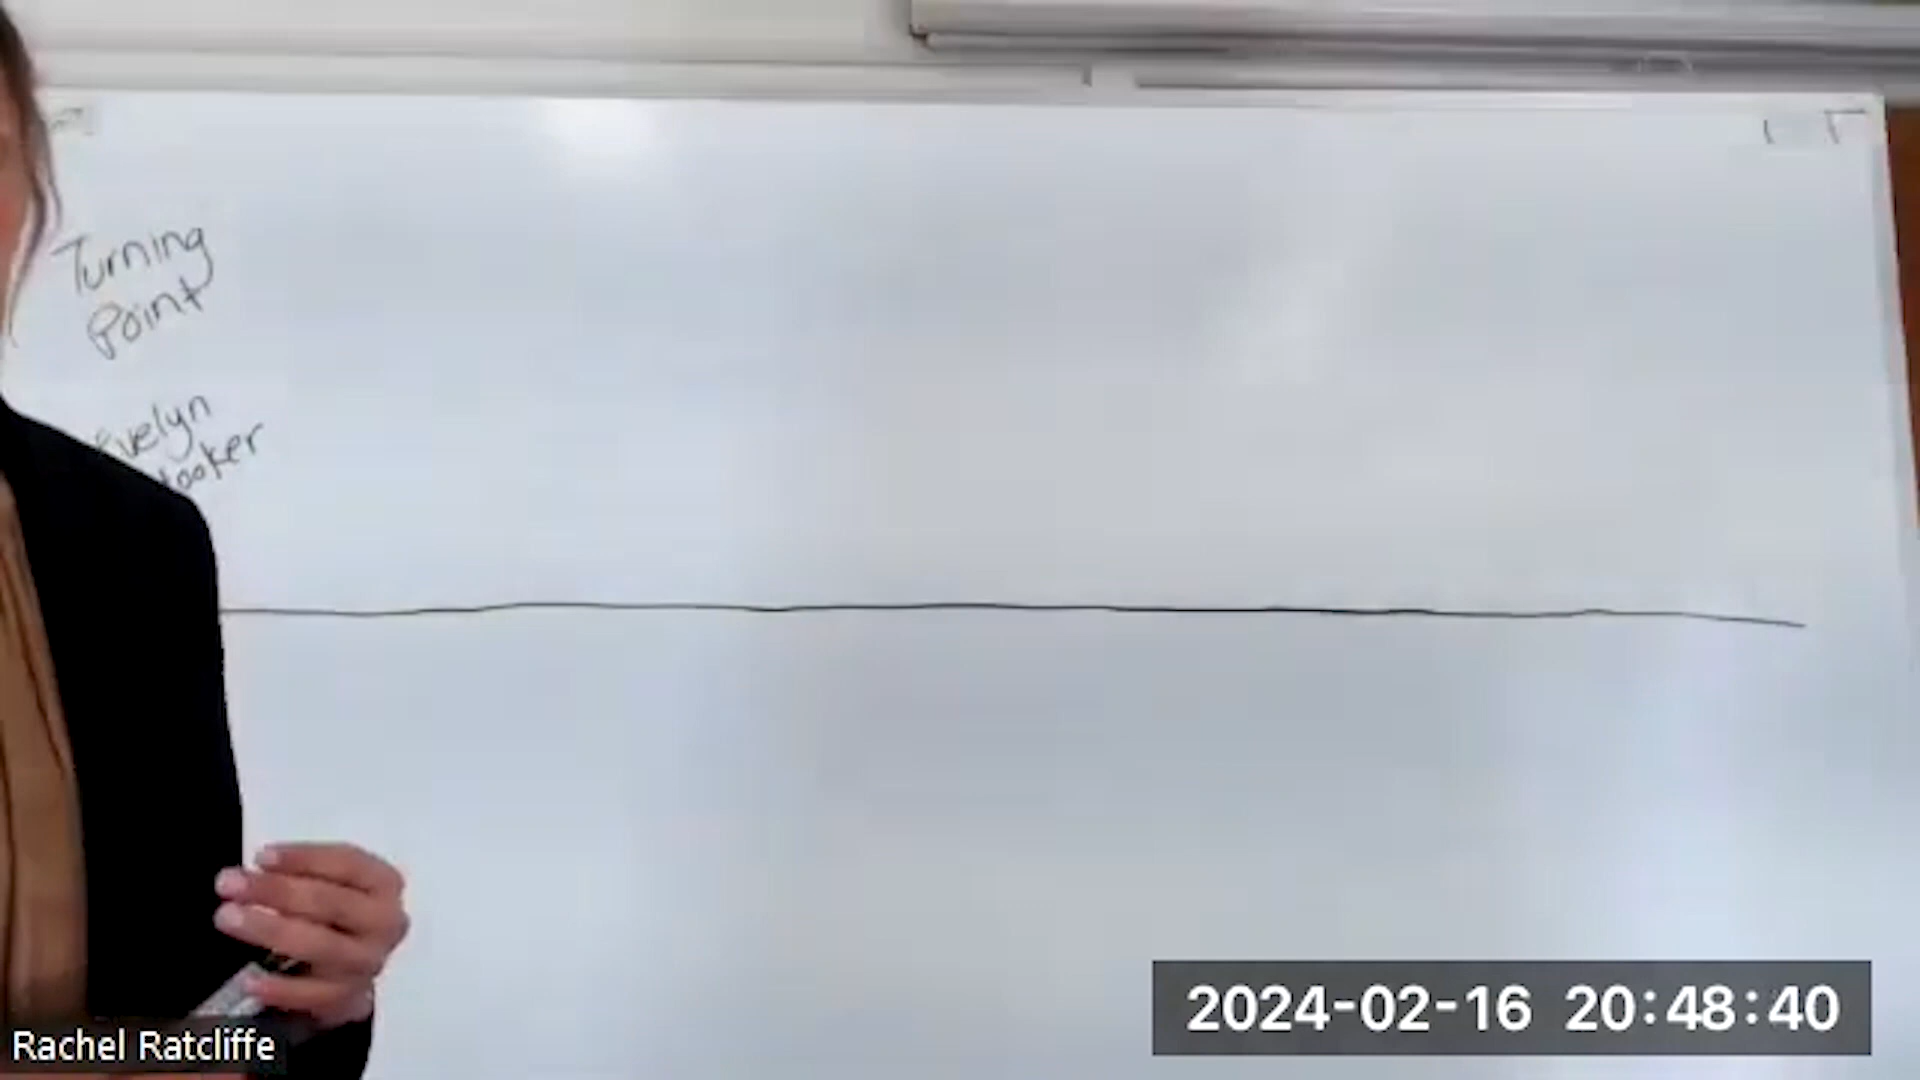 Turning
Point
Evelyn
Hooker
2024-02-16 20:48:40
Rachel Ratcliffe